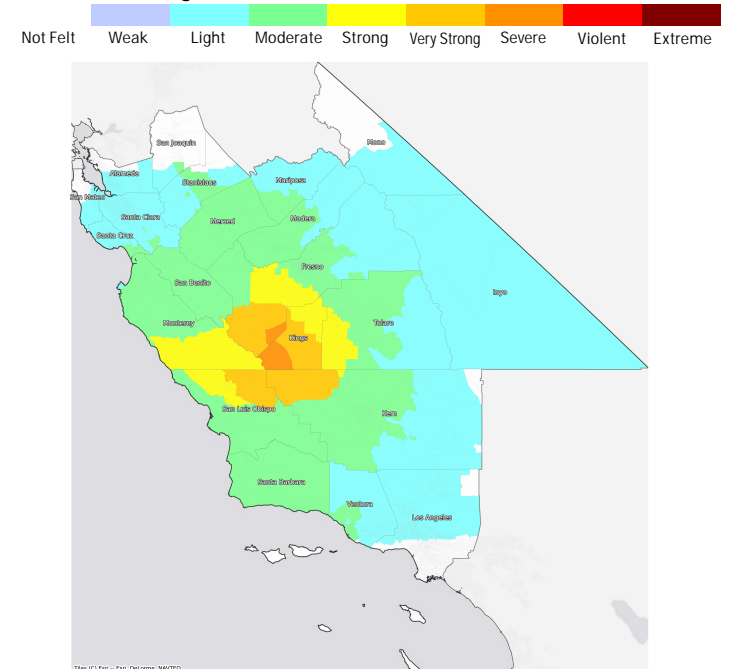 Not Felt Weak Light Moderate Strong Very Strong Severe Violent Extreme
San Joaquin
Mono
Alameda
Stanislaus
Mariposa
San Mateo
Santa Clara
Merced
Madera
Santa Cruz
Fresno
San Benito
Inyo
Monterey
Tulare
Kings
San Luis Obispo
Kern
Santa Barbara
Ventura
Los Angeles